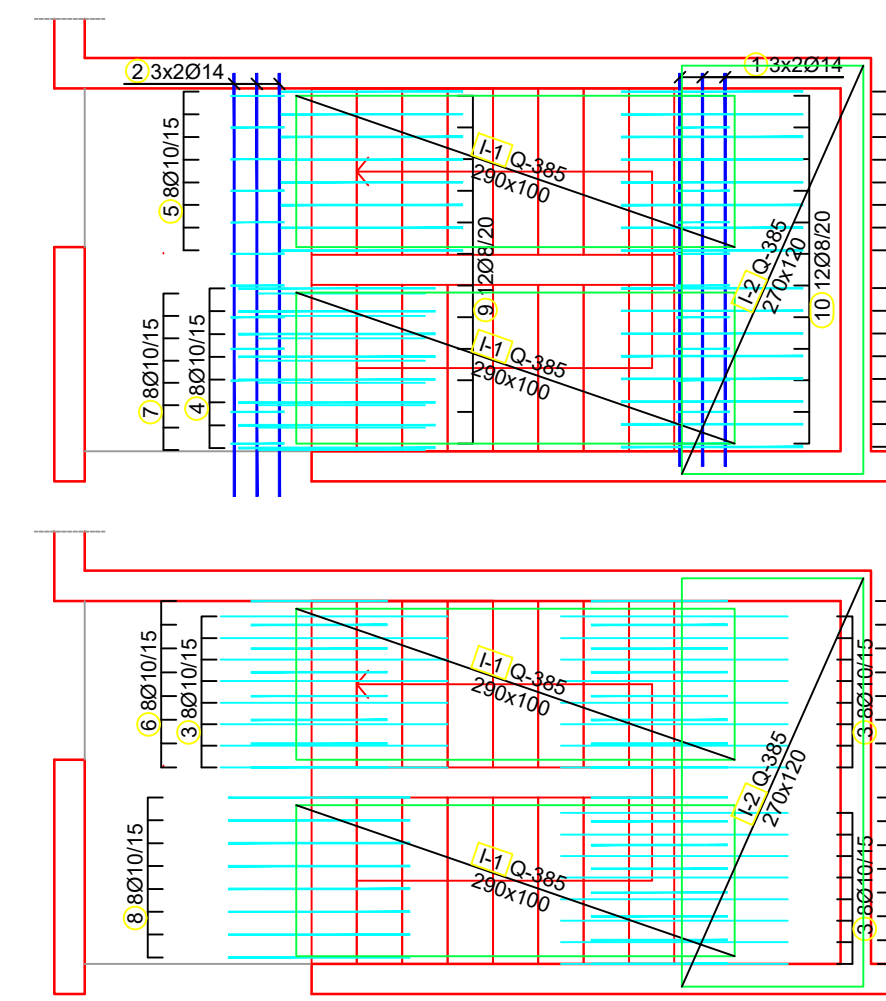 2 3x2Ø14
1 3x2Ø14
5 8Ø10/15
I-1 Q-385
290x100
9 12Ø8/20
I-2 Q-385
270x120
10 12Ø8/20
7 8Ø10/15
4 8Ø10/15
I-1 Q-385
290x100
6 8Ø10/15
3 8Ø10/15
I-1 Q-385
290x100
3 8Ø10/15
I-2 Q-385
270x120
8 8Ø10/15
I-1 Q-385
290x100
3 8Ø10/15